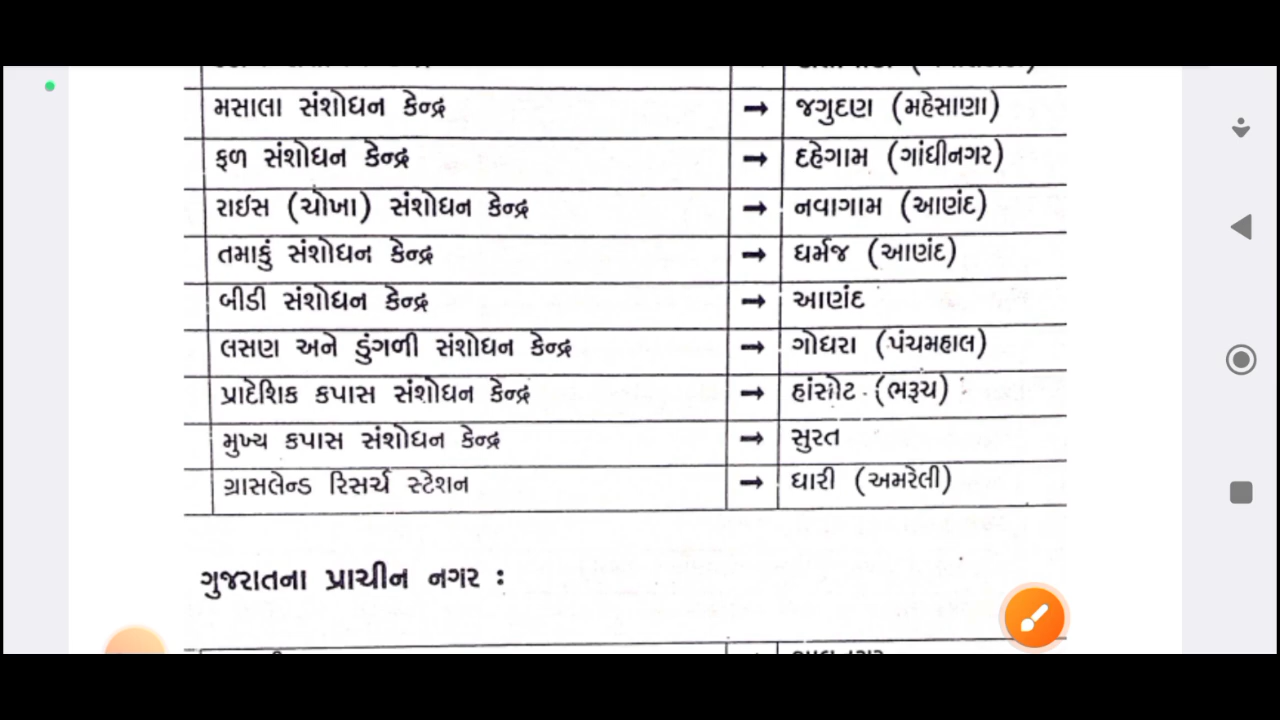 મસાલા સંશોધન કેન્દ્ર → જગુદણ (મહેસાણા)
ફળ સંશોધન કેન્દ્ર → દહેગામ (ગાંધીનગર)
રાઇસ (ચોખા) સંશોધન કેન્દ્ર → નવાગામ (આણંદ)
તમાકું સંશોધન કેન્દ્ર → ધર્મજ (આણંદ)
બીડી સંશોધન કેન્દ્ર → આણંદ
લસણ અને ડુંગળી સંશોધન કેન્દ્ર → ગોધરા (પંચમહાલ)
પ્રાદેશિક કપાસ સંશોધન કેન્દ્ર → હાંસોટ (ભરૂચ)
મુખ્ય કપાસ સંશોધન કેન્દ્ર → સુરત
ગ્રાસલેન્ડ રિસર્ચ સ્ટેશન → ધારી (અમરેલી)
ગુજરાતના પ્રાચીન નગર :